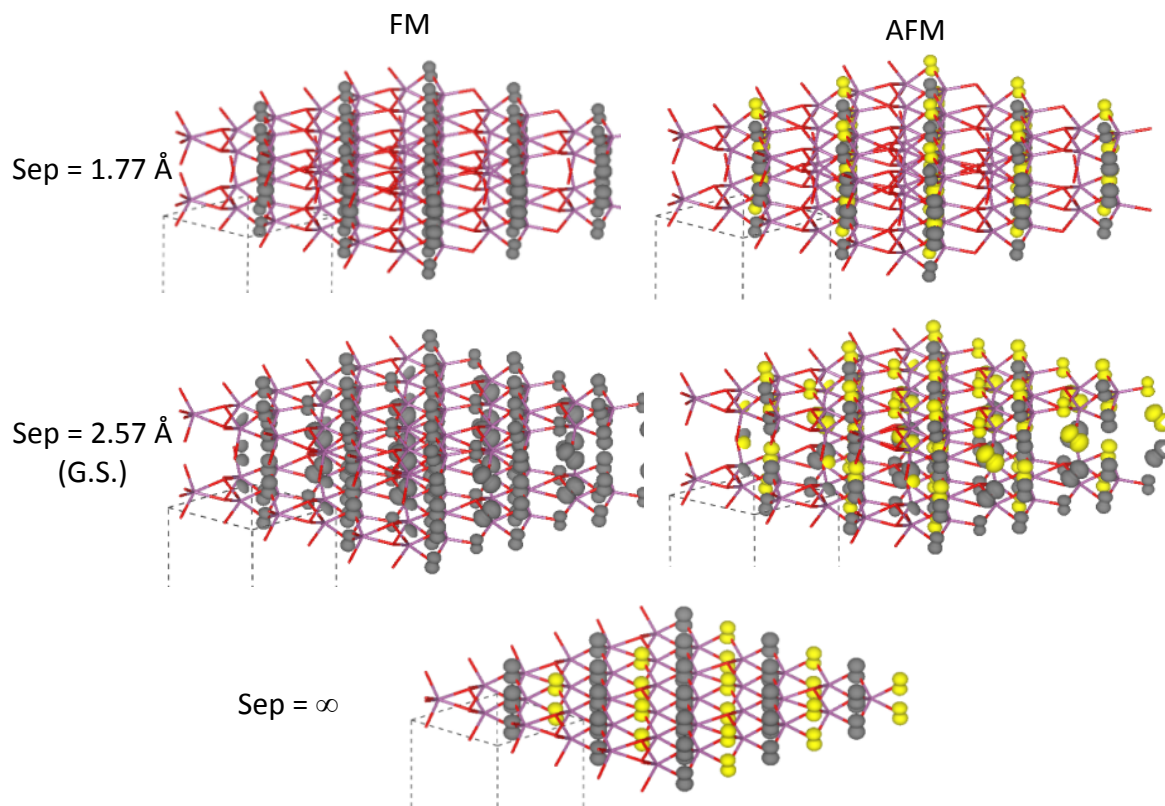 FM
AFM
Sep = 1.77 Å
Sep = 2.57 Å
(G.S.)
Sep = ∞